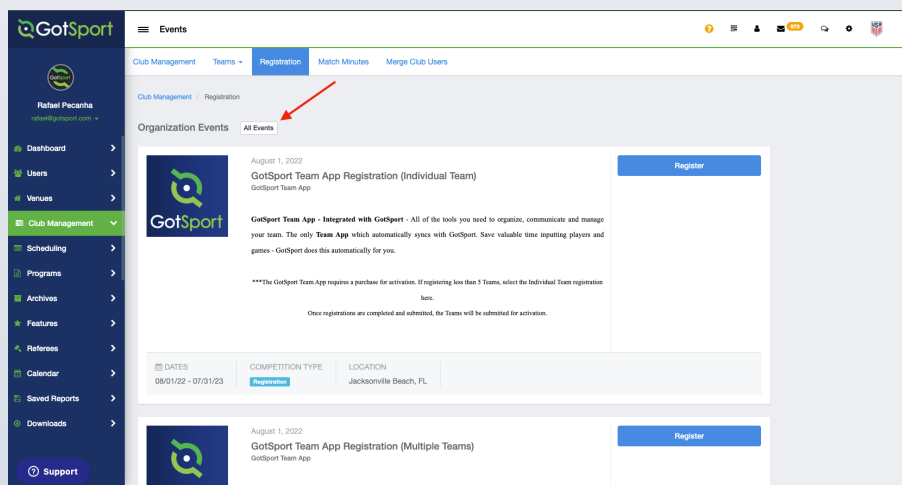 GotSport
Events
978
USP
Club Management Teams Registration Match Minutes Merge Club Users
GotSport
Rafael Pecanha
rafael@gotsport.com
Dashboard
Users
Venues
Club Management
Scheduling
Programs
Archives
Features
Referees
Calendar
Saved Reports
Downloads
Support
Club Management / Registration
Organization Events All Events
GotSport
August 1, 2022
GotSport Team App Registration (Individual Team)
GotSport Team App
GotSport Team App - Integrated with GotSport - All of the tools you need to organize, communicate and manage
your team. The only Team App which automatically syncs with GotSport. Save valuable time inputting players and
games - GotSport does this automatically for you.
***The GotSport Team App requires a purchase for activation. If registering less than 5 Teams, select the Individual Team registration
here.
Once registrations are completed and submitted, the Teams will be submitted for activation.
Register
DATES COMPETITION TYPE LOCATION
08/01/22 - 07/31/23 Registration Jacksonville Beach, FL
August 1, 2022
GotSport Team App Registration (Multiple Teams)
GotSport Team App
Register